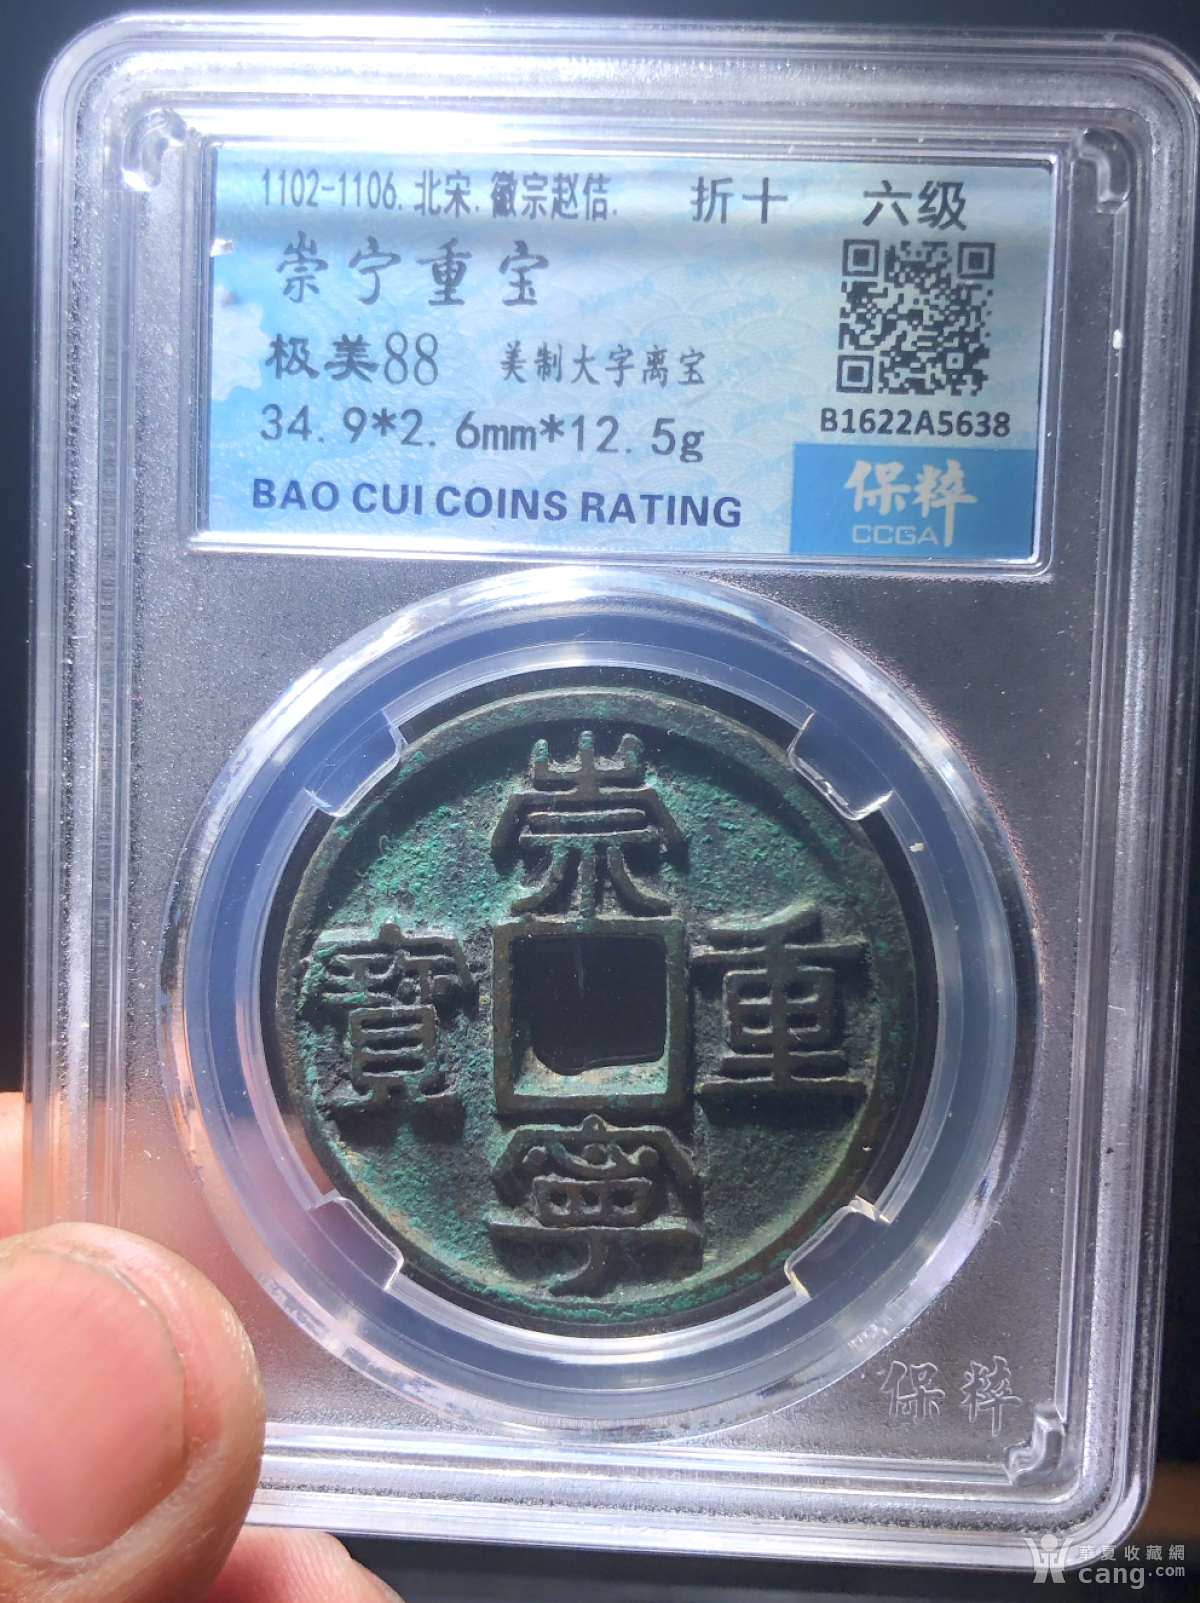 1102-1106.北宋.徽宗赵佶. 折十 六级
崇宁重宝
极美88 美制大字离宝
34.9*2.6mm*12.5g
B1622A5638
BAO CUI COINS RATING
保粹
CCGA
崇
寶 重
寧
保粹
華夏收藏網
cang.com